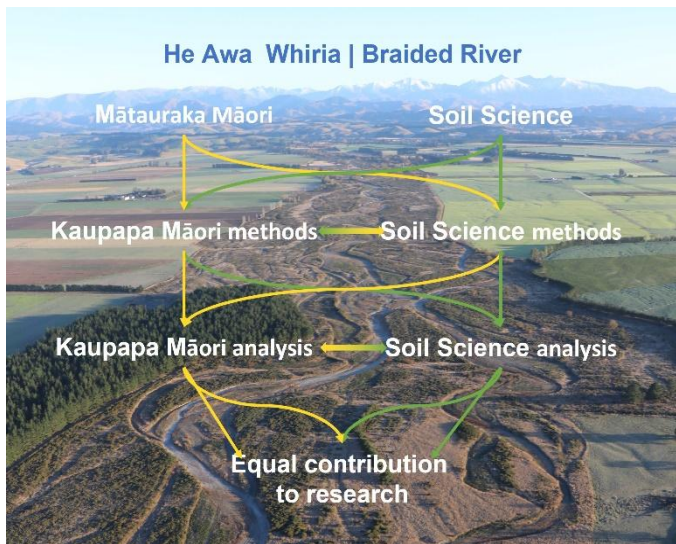 He Awa Whiria | Braided River
Mātauraka Māori
Soil Science
Kaupapa Māori methods
Soil Science methods
Kaupapa Māori analysis
Soil Science analysis
Equal contribution
to research